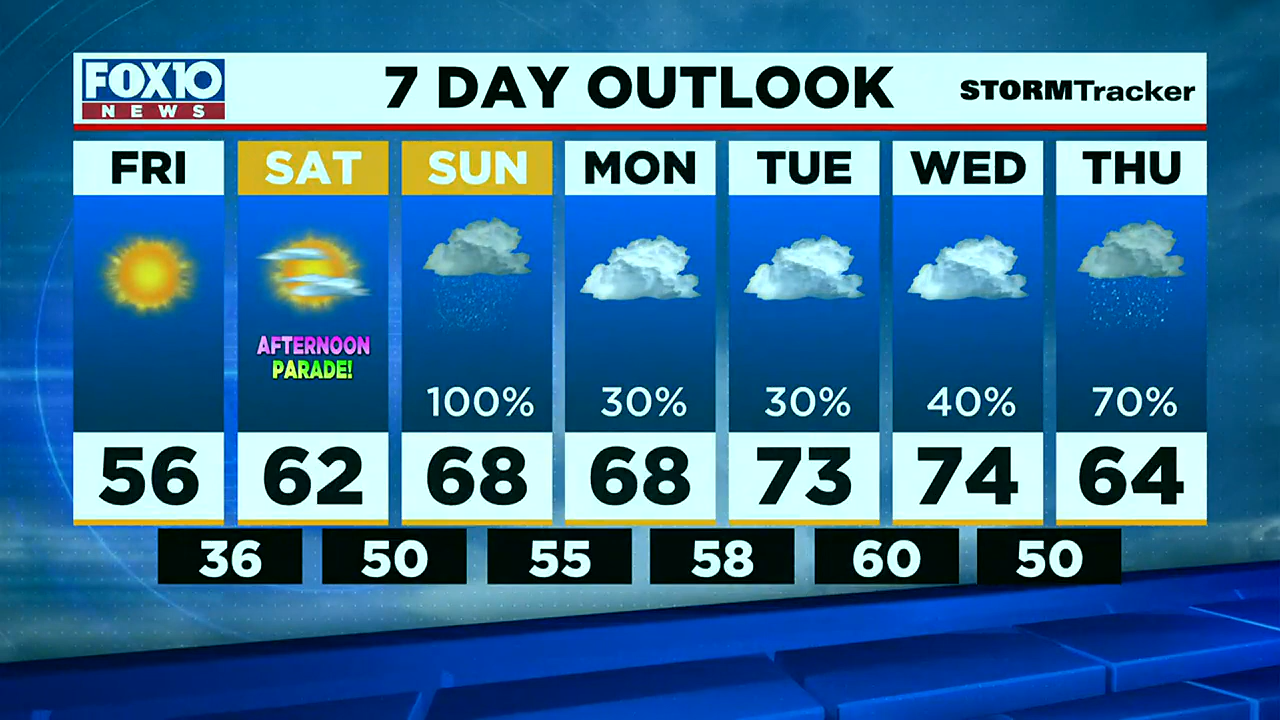 FOX10
NEWS
7 DAY OUTLOOK
STORMTracker
FRI SAT SUN MON TUE WED THU
AFTERNOON
PARADE!
100% 30% 30% 40% 70%
56 62 68 68 73 74 64
36 50 55 58 60 50